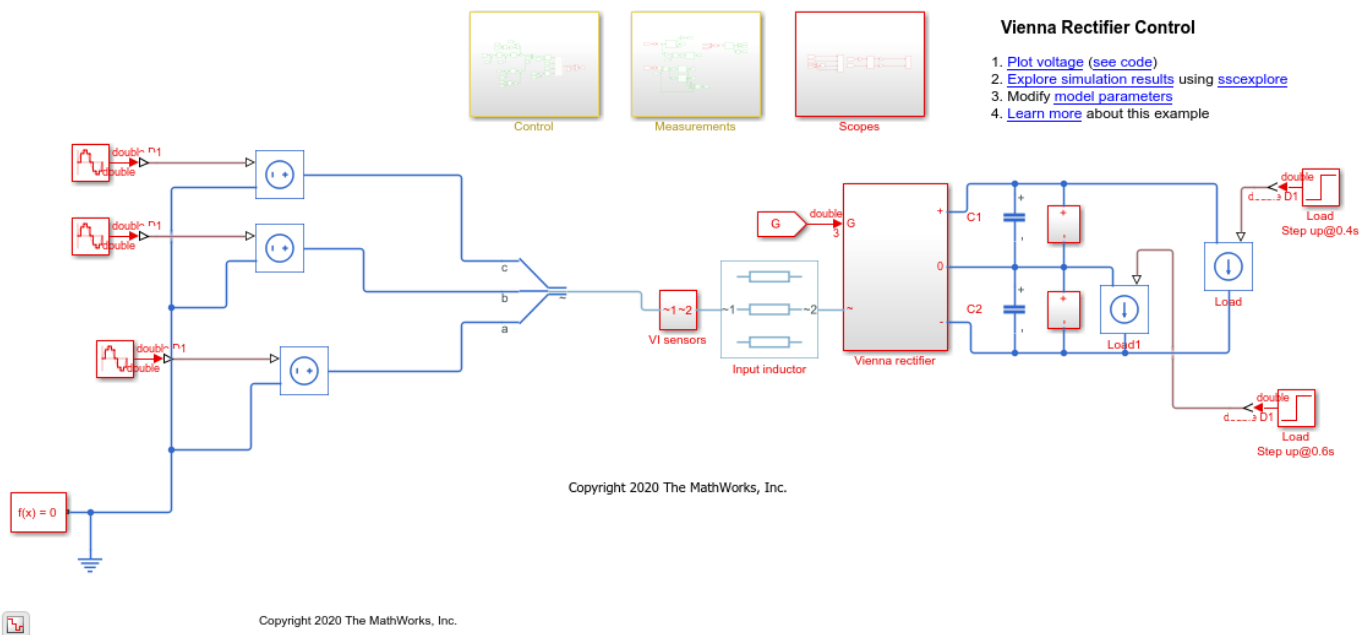 Vienna Rectifier Control
1. Plot voltage (see code)
2. Explore simulation results using sscexplore
3. Modify model parameters
4. Learn more about this example
Control
Measurements
Scopes
double
D1
double
double
D1
double
double
D1
double
c
b
a
~
~1 ~2
VI sensors
~1
~2
Input inductor
G
double
3
G
~
+
0
-
Vienna rectifier
C1
C2
+
+
+
+
Load
Load1
double
D1
Load
Step up@0.4s
double
D1
Load
Step up@0.6s
f(x) = 0
Copyright 2020 The MathWorks, Inc.
Copyright 2020 The MathWorks, Inc.